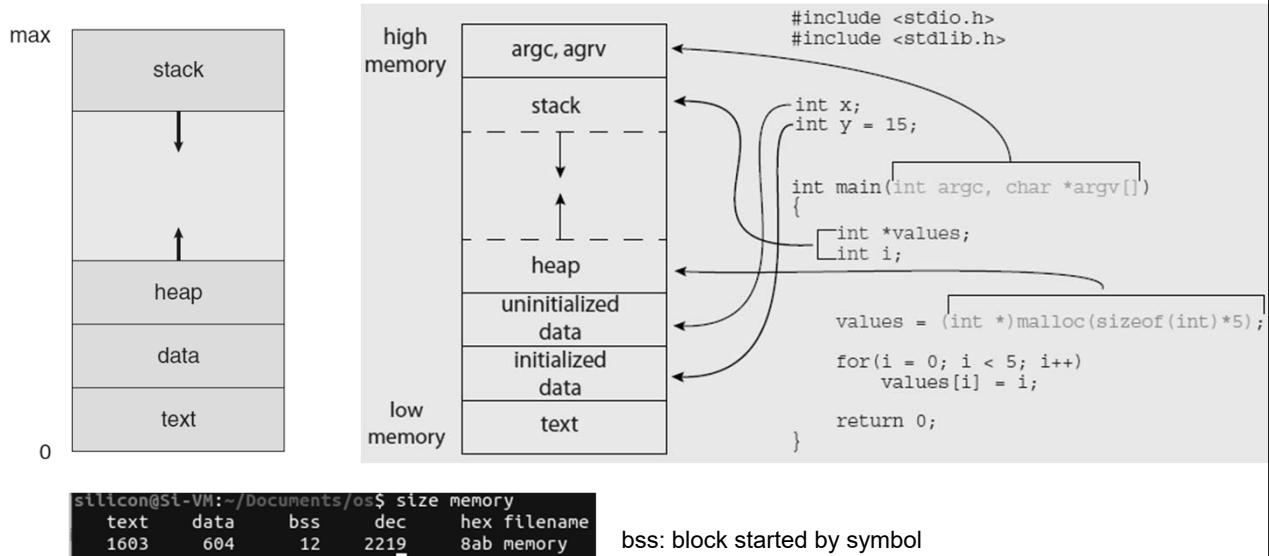 max
stack
heap
data
text
0
high
memory
argc, agrv
stack
heap
uninitialized
data
initialized
data
low
memory
text
#include <stdio.h>
#include <stdlib.h>
int x;
int y = 15;
int main(int argc, char *argv[])
{
int *values;
int i;
values = (int *)malloc(sizeof(int)*5);
for(i = 0; i < 5; i++)
values[i] = i;
return 0;
}
silicon@Si-VM:~/Documents/os$ size memory
text data bss dec hex filename
1603 604 12 2219 8ab memory
bss: block started by symbol